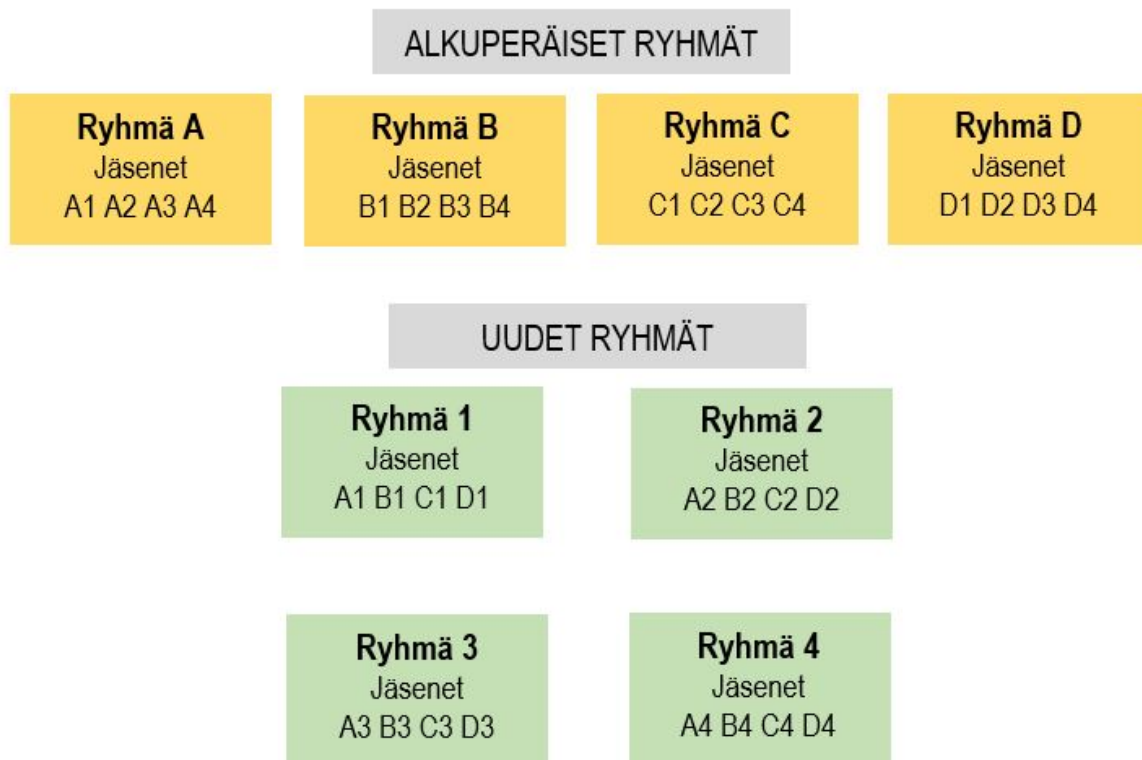 ALKUPERÄISET RYHMÄT
Ryhmä A
Jäsenet
A1 A2 A3 A4
Ryhmä B
Jäsenet
B1 B2 B3 B4
Ryhmä C
Jäsenet
C1 C2 C3 C4
Ryhmä D
Jäsenet
D1 D2 D3 D4
UUDET RYHMÄT
Ryhmä 1
Jäsenet
A1 B1 C1 D1
Ryhmä 2
Jäsenet
A2 B2 C2 D2
Ryhmä 3
Jäsenet
A3 B3 C3 D3
Ryhmä 4
Jäsenet
A4 B4 C4 D4